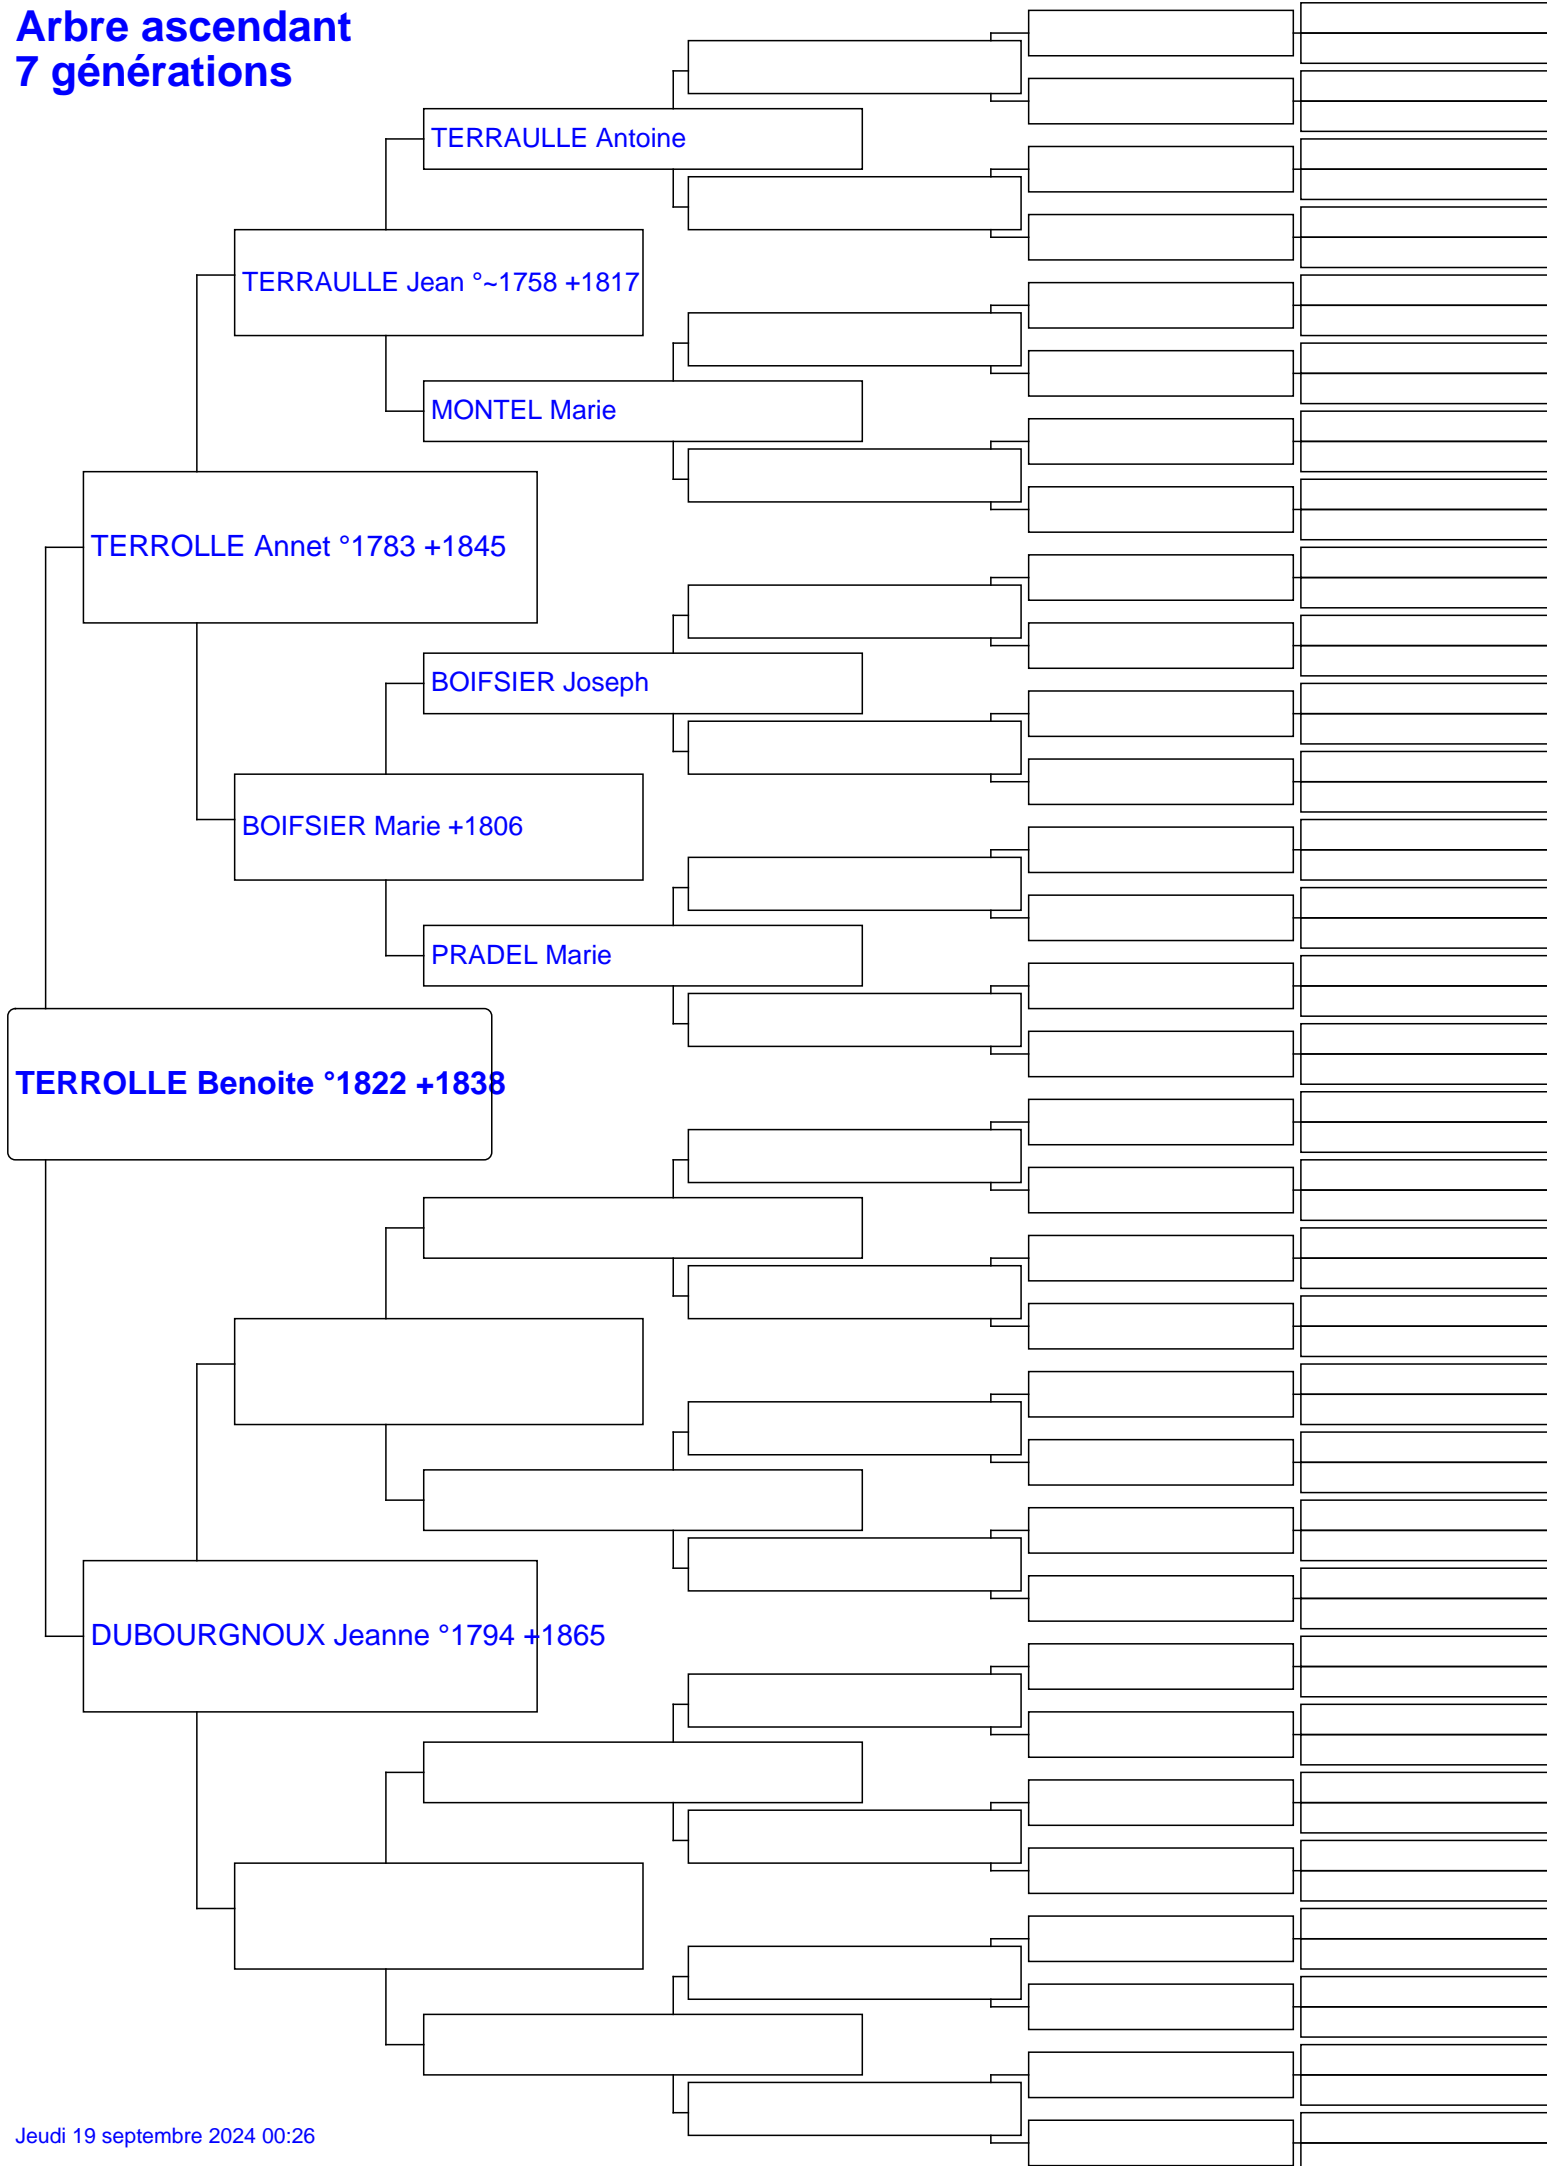 Arbre ascendant
7 générations
TERRAULLE Antoine
TERRAULLE Jean °~1758 +1817
MONTEL Marie
TERROLLE Annet °1783 +1845
BOIFSIER Joseph
BOIFSIER Marie +1806
PRADEL Marie
TERROLLE Benoite °1822 +1838
DUBOURGNOUX Jeanne °1794 +1865
Jeudi 19 septembre 2024 00:26